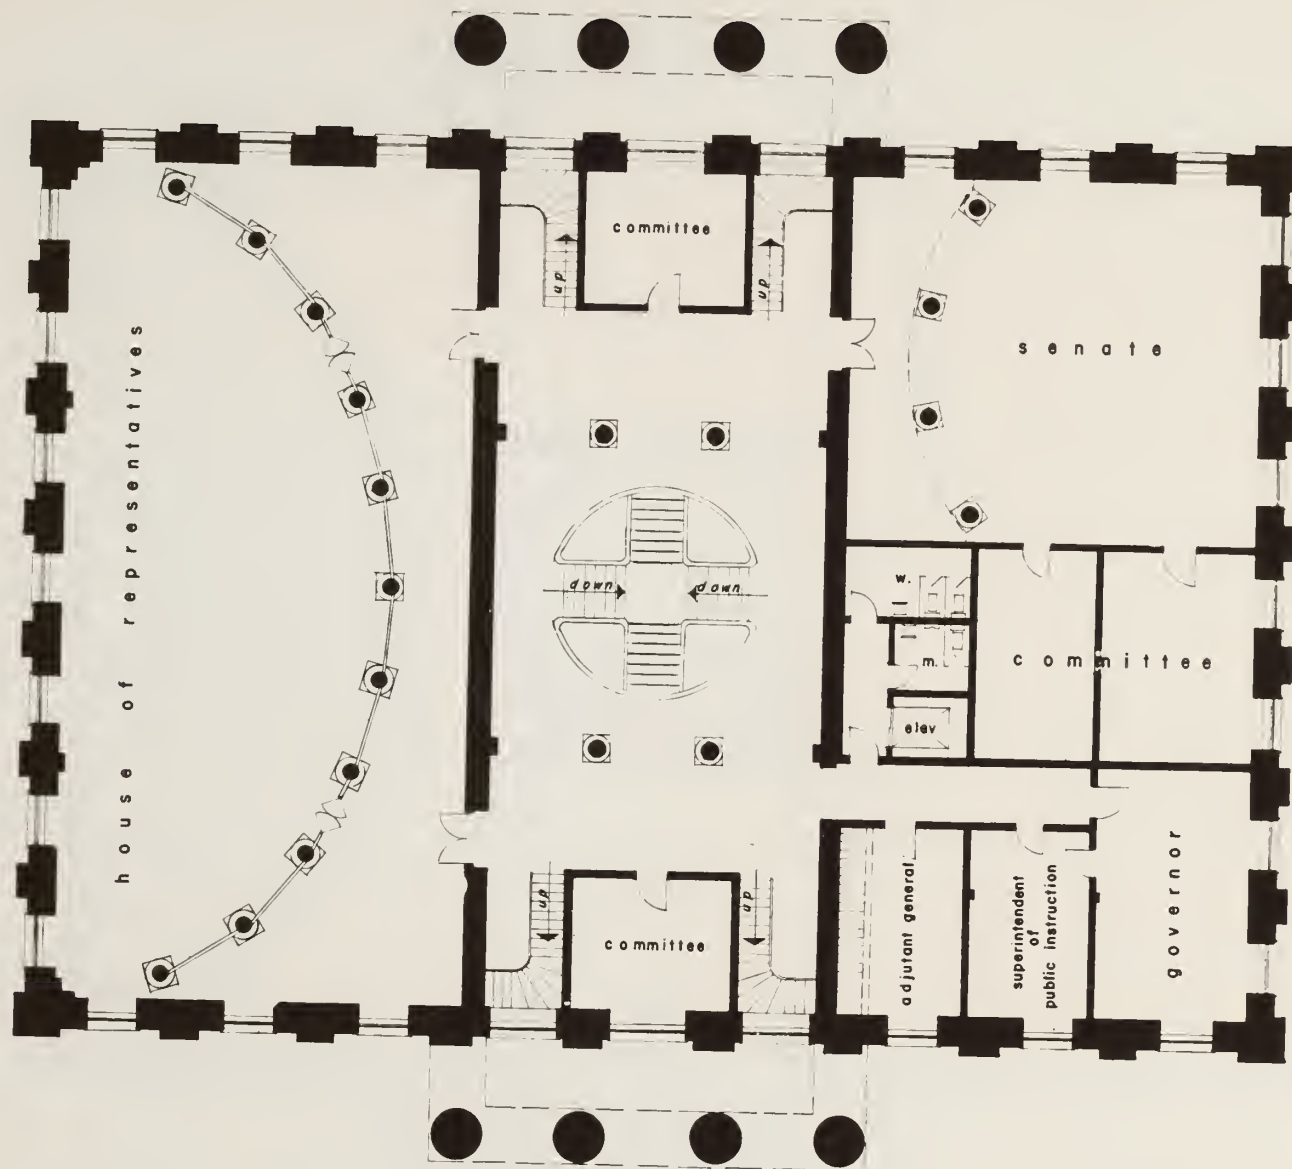 committee
up
up
house of representatives
senate
down
down
w.
m.
committee
elev
up
up
committee
adjutant general
superintendent
of
public instruction
governor